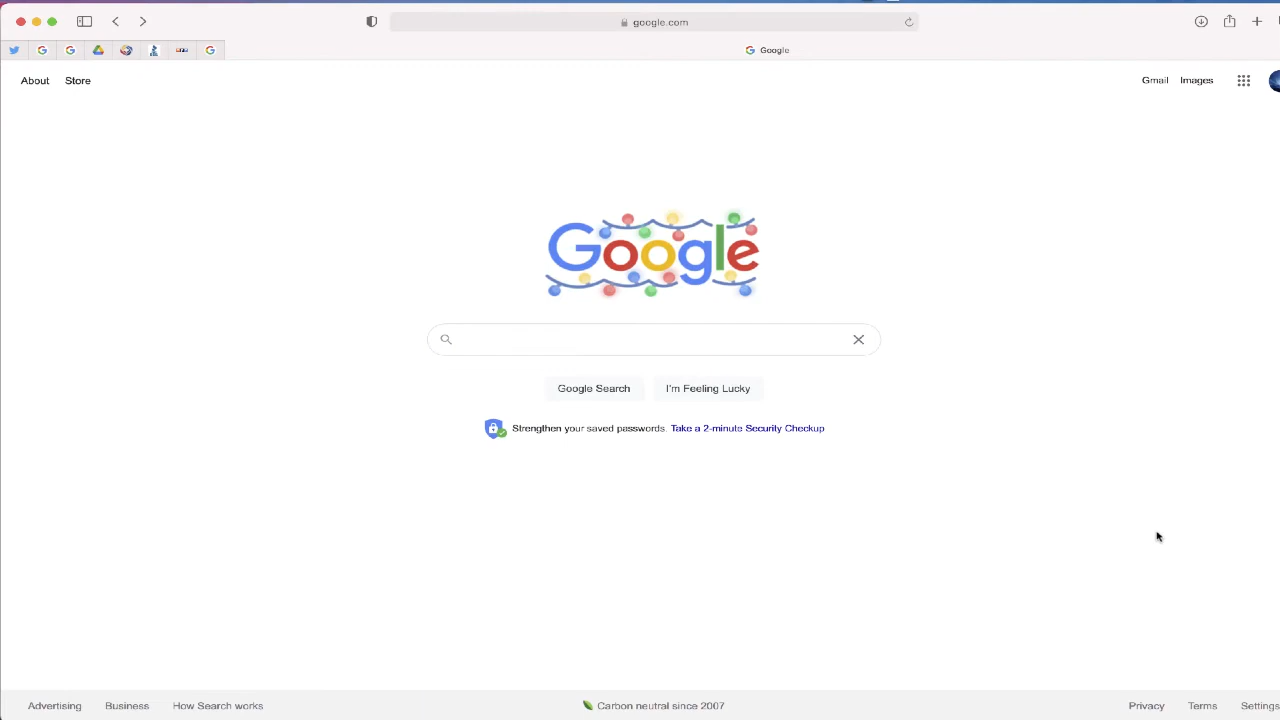 google.com
Google
About Store
Gmail Images
Google
Google Search I'm Feeling Lucky
Strengthen your saved passwords. Take a 2-minute Security Checkup
Advertising Business How Search works
Carbon neutral since 2007
Privacy Terms Settings